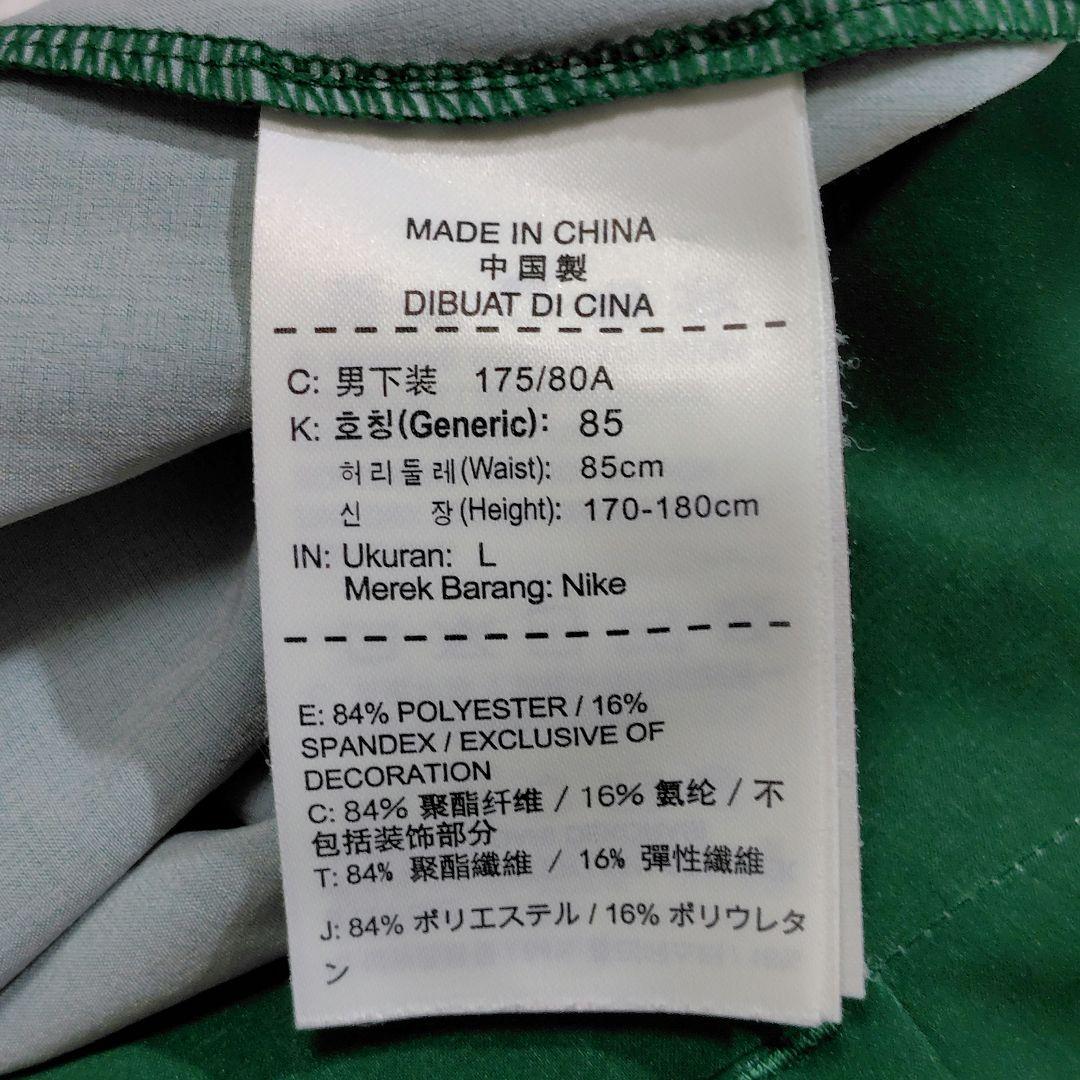 MADE IN CHINA
中国製
DIBUAT DI CINA
C: 男下装 175/80A
K: 호칭(Generic): 85
허리둘레(Waist): 85cm
신 장(Height): 170-180cm
IN: Ukuran: L
Merek Barang: Nike
E: 84% POLYESTER / 16%
SPANDEX / EXCLUSIVE OF
DECORATION
C: 84% 聚酯纤维 / 16% 氨纶 / 不
包括装饰部分
T: 84% 聚酯纖維 / 16% 彈性纖維
J: 84% ポリエステル / 16% ポリウレタ
ン